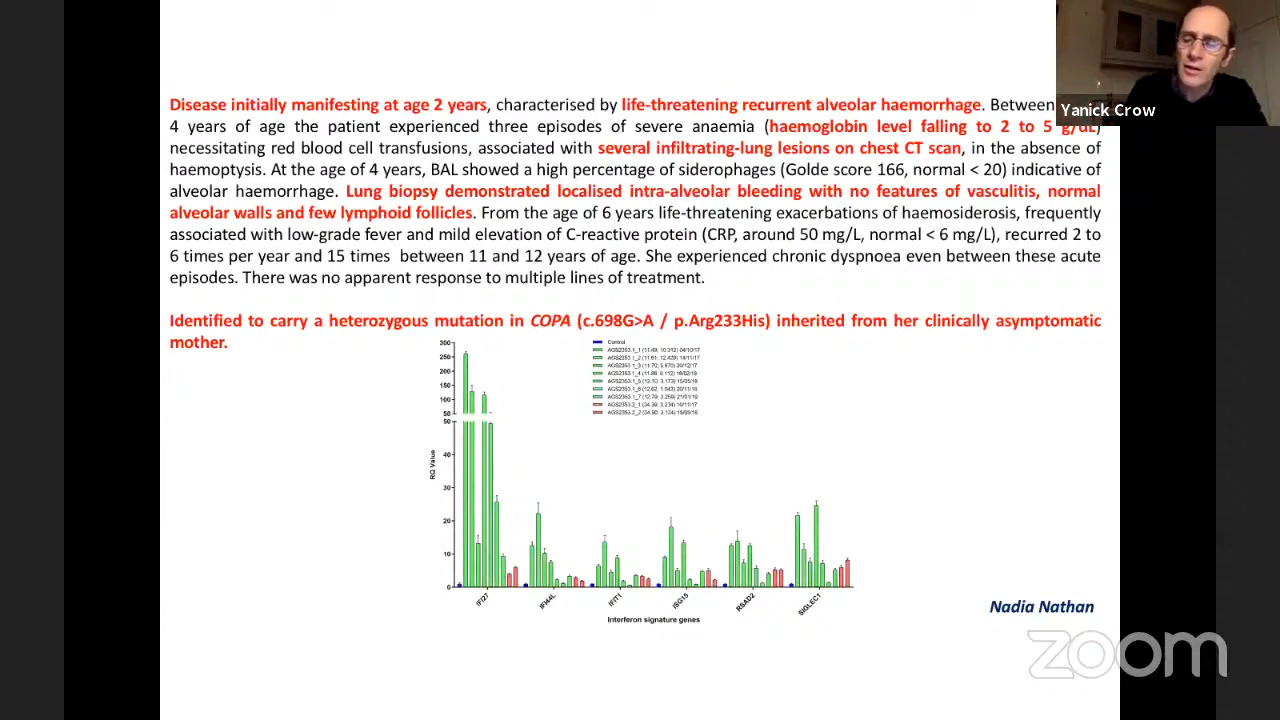 Disease initially manifesting at age 2 years, characterised by life-threatening recurrent alveolar haemorrhage. Between
Yanick Crow
4 years of age the patient experienced three episodes of severe anaemia (haemoglobin level falling to 2 to 5 g/dL)
necessitating red blood cell transfusions, associated with several infiltrating-lung lesions on chest CT scan, in the absence of
haemoptysis. At the age of 4 years, BAL showed a high percentage of siderophages (Golde score 166, normal < 20) indicative of
alveolar haemorrhage. Lung biopsy demonstrated localised intra-alveolar bleeding with no features of vasculitis, normal
alveolar walls and few lymphoid follicles. From the age of 6 years life-threatening exacerbations of haemosiderosis, frequently
associated with low-grade fever and mild elevation of C-reactive protein (CRP, around 50 mg/L, normal < 6 mg/L), recurred 2 to
6 times per year and 15 times between 11 and 12 years of age. She experienced chronic dyspnoea even between these acute
episodes. There was no apparent response to multiple lines of treatment.
Identified to carry a heterozygous mutation in COPA (c.698G>A / p.Arg233His) inherited from her clinically asymptomatic
mother.
Control
300
250
200
150
100
50
50
40
30
20
10
0
RQ Value
IFI27
IFI44L
IFIT1
ISG15
RSAD2
SIGLEC1
Interferon signature genes
Nadia Nathan
zoom